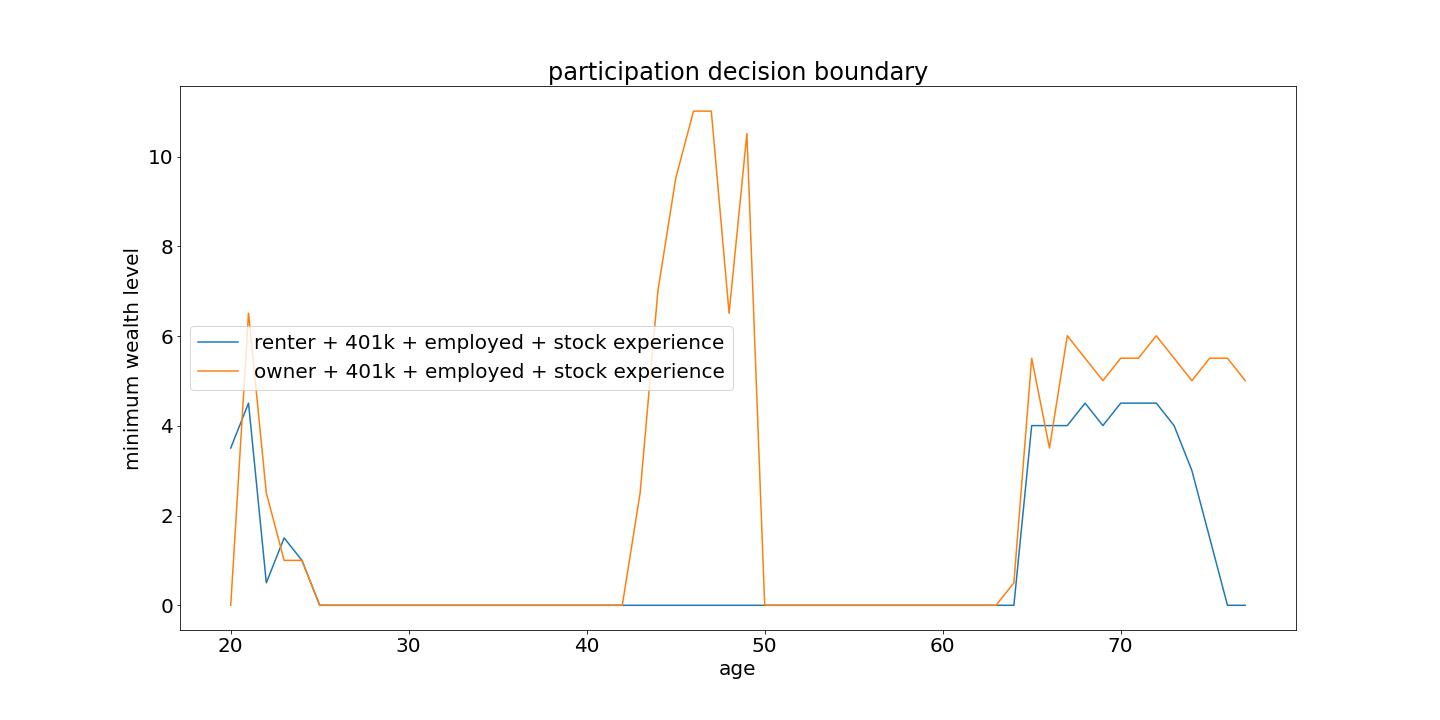 participation decision boundary
minimum wealth level
10
8
6
4
2
0
renter + 401k + employed + stock experience
owner + 401k + employed + stock experience
20 30 40 50 60 70
age